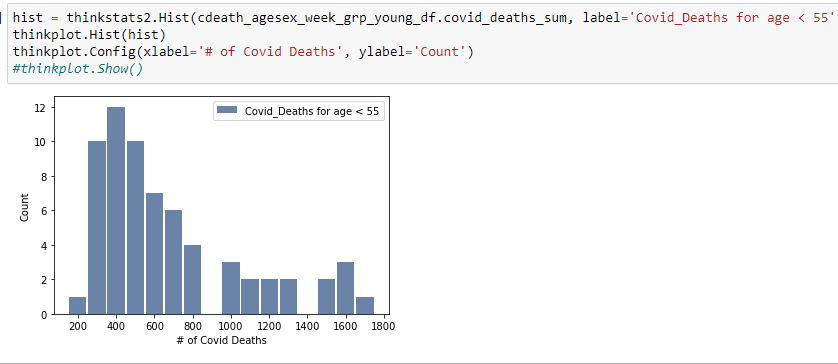 hist = thinkstats2.Hist(cdeath_agesex_week_grp_young_df.covid_deaths_sum, label='Covid_Deaths for age < 55'
thinkplot.Hist(hist)
thinkplot.Config(xlabel='# of Covid Deaths', ylabel='Count')
#thinkplot.Show()
Covid_Deaths for age < 55
12
10
8
6
4
2
0
Count
200 400 600 800 1000 1200 1400 1600 1800
# of Covid Deaths